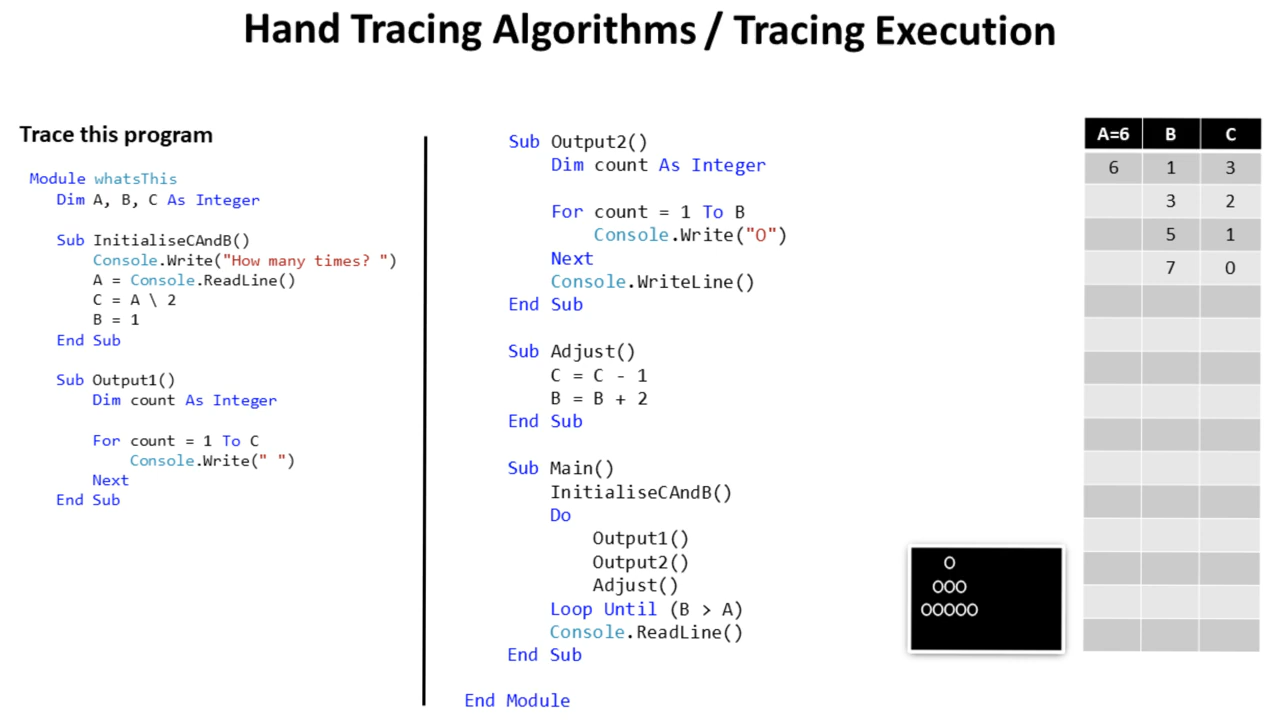 Hand Tracing Algorithms / Tracing Execution
Trace this program
Module whatsThis
Dim A, B, C As Integer
Sub InitialiseCAndB()
Console.Write("How many times? ")
A = Console.ReadLine()
C = A \ 2
B = 1
End Sub
Sub Output1()
Dim count As Integer
For count = 1 To C
Console.Write(" ")
Next
End Sub
Sub Output2()
Dim count As Integer
For count = 1 To B
Console.Write("O")
Next
Console.WriteLine()
End Sub
Sub Adjust()
C = C - 1
B = B + 2
End Sub
Sub Main()
InitialiseCAndB()
Do
Output1()
Output2()
Adjust()
Loop Until (B > A)
Console.ReadLine()
End Sub
End Module
O
OOO
OOOOO
A=6 B C
6 1 3
3 2
5 1
7 0